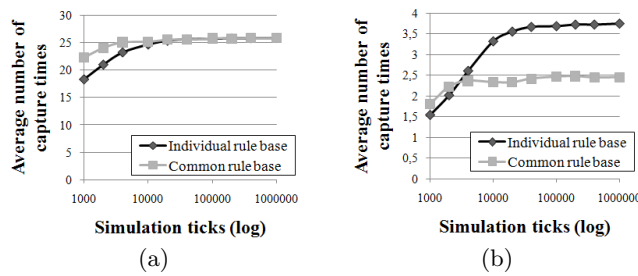 Average number of
capture times
30
25
20
15
10
5
0
1000
10000
100000
1000000
Individual rule base
Common rule base
Simulation ticks (log)
(a)
Average number of
capture times
4
3,5
3
2,5
2
1,5
1
0,5
0
1000
10000
100000
1000000
Individual rule base
Common rule base
Simulation ticks (log)
(b)